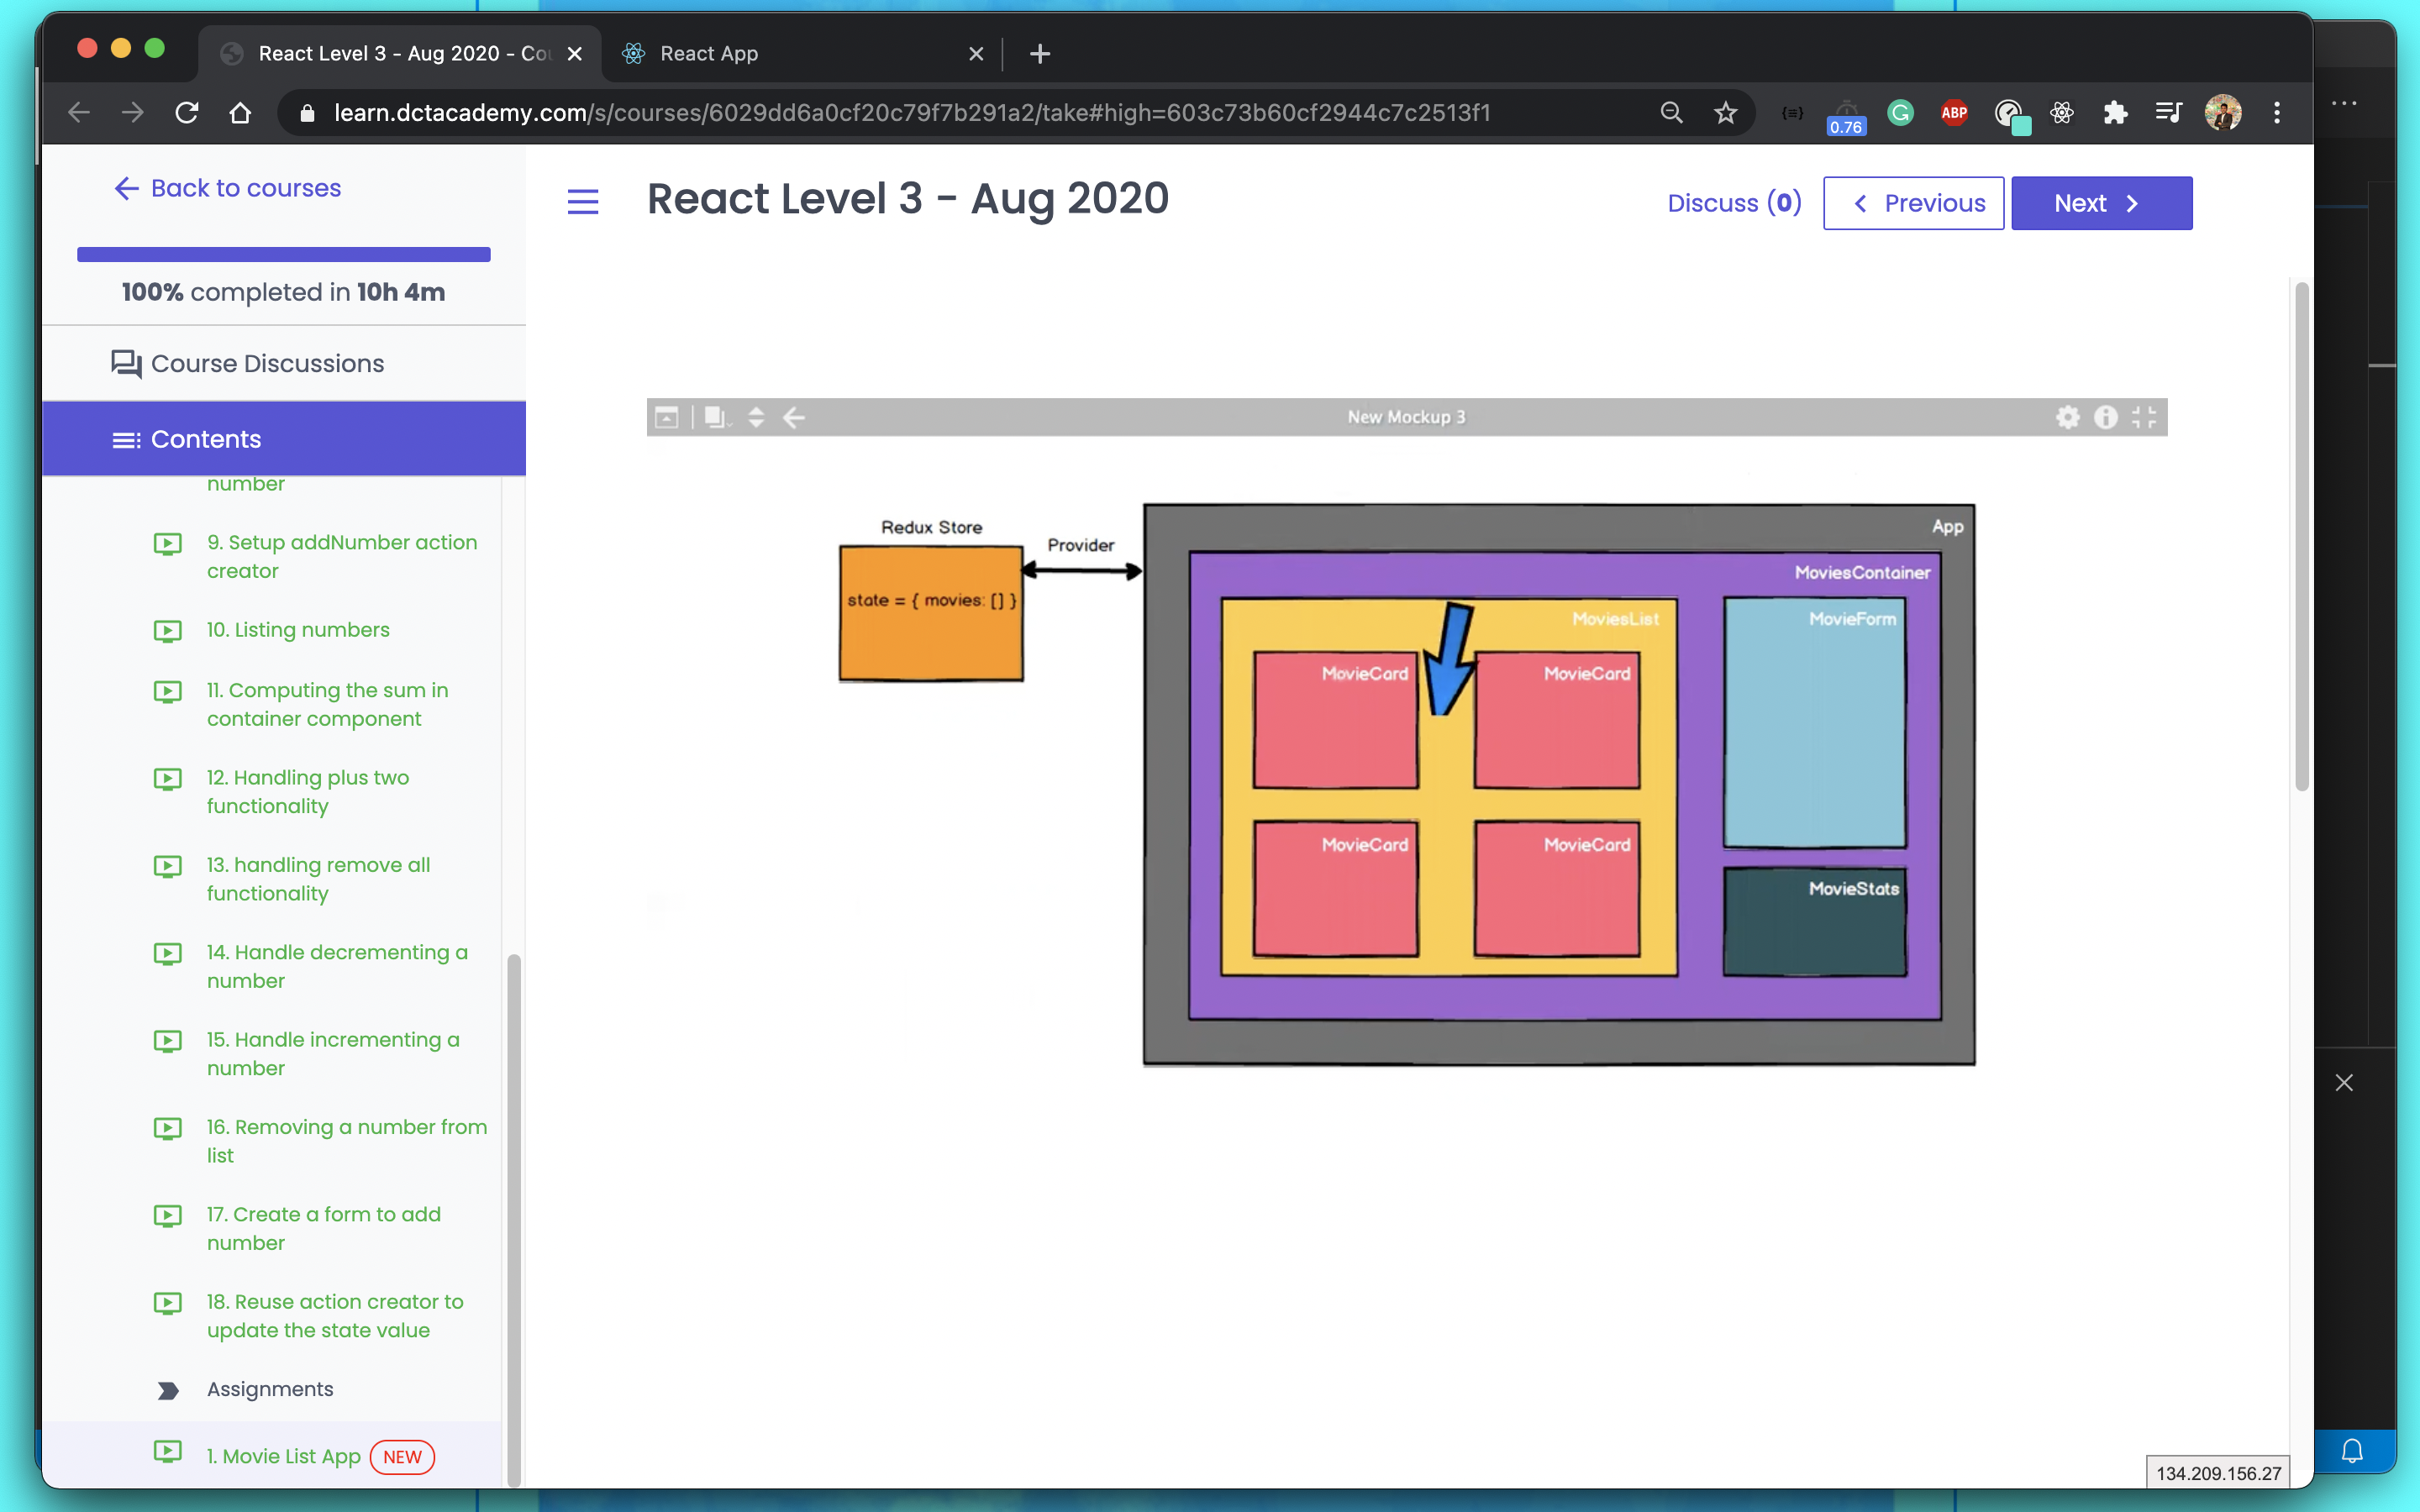 React Level 3 - Aug 2020 - Cou
React App
learn.dctacademy.com/s/courses/6029dd6a0cf20c79f7b291a2/take#high=603c73b60cf2944c7c2513f1
0.76
ABP
Back to courses
100% completed in 10h 4m
Course Discussions
Contents
number
9. Setup addNumber action
creator
10. Listing numbers
11. Computing the sum in
container component
12. Handling plus two
functionality
13. handling remove all
functionality
14. Handle decrementing a
number
15. Handle incrementing a
number
16. Removing a number from
list
17. Create a form to add
number
18. Reuse action creator to
update the state value
Assignments
1. Movie List App NEW
React Level 3 - Aug 2020
Discuss (0)
Previous
Next
New Mockup 3
Redux Store
Provider
state = { movies: [] }
App
MoviesContainer
MoviesList
MovieForm
MovieCard
MovieCard
MovieCard
MovieCard
MovieStats
134.209.156.27